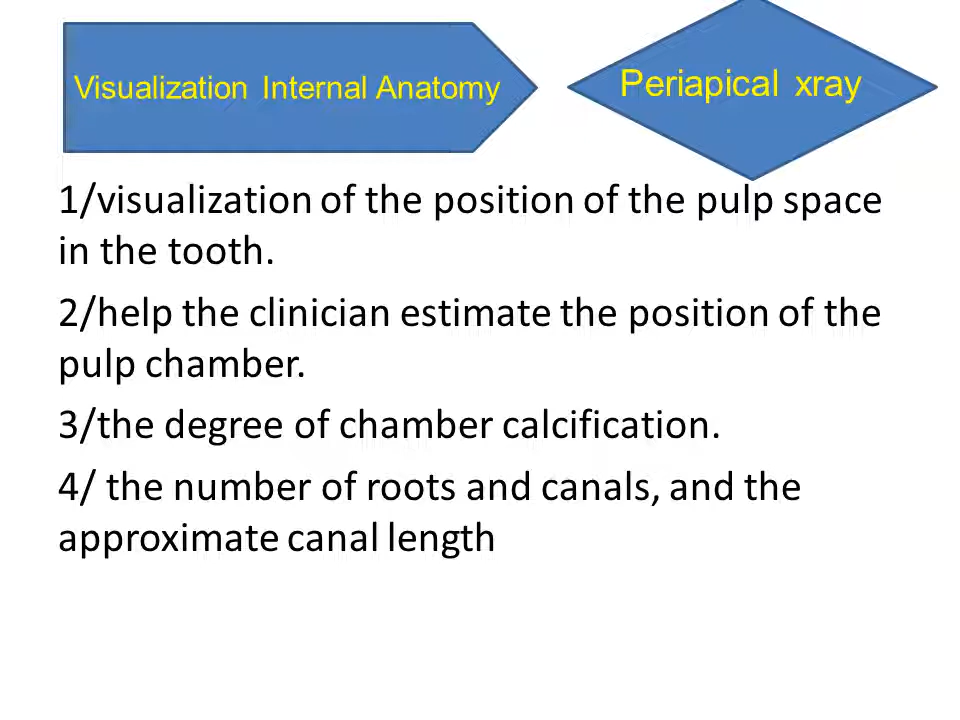 Visualization Internal Anatomy
Periapical xray
1/visualization of the position of the pulp space
in the tooth.
2/help the clinician estimate the position of the
pulp chamber.
3/the degree of chamber calcification.
4/ the number of roots and canals, and the
approximate canal length